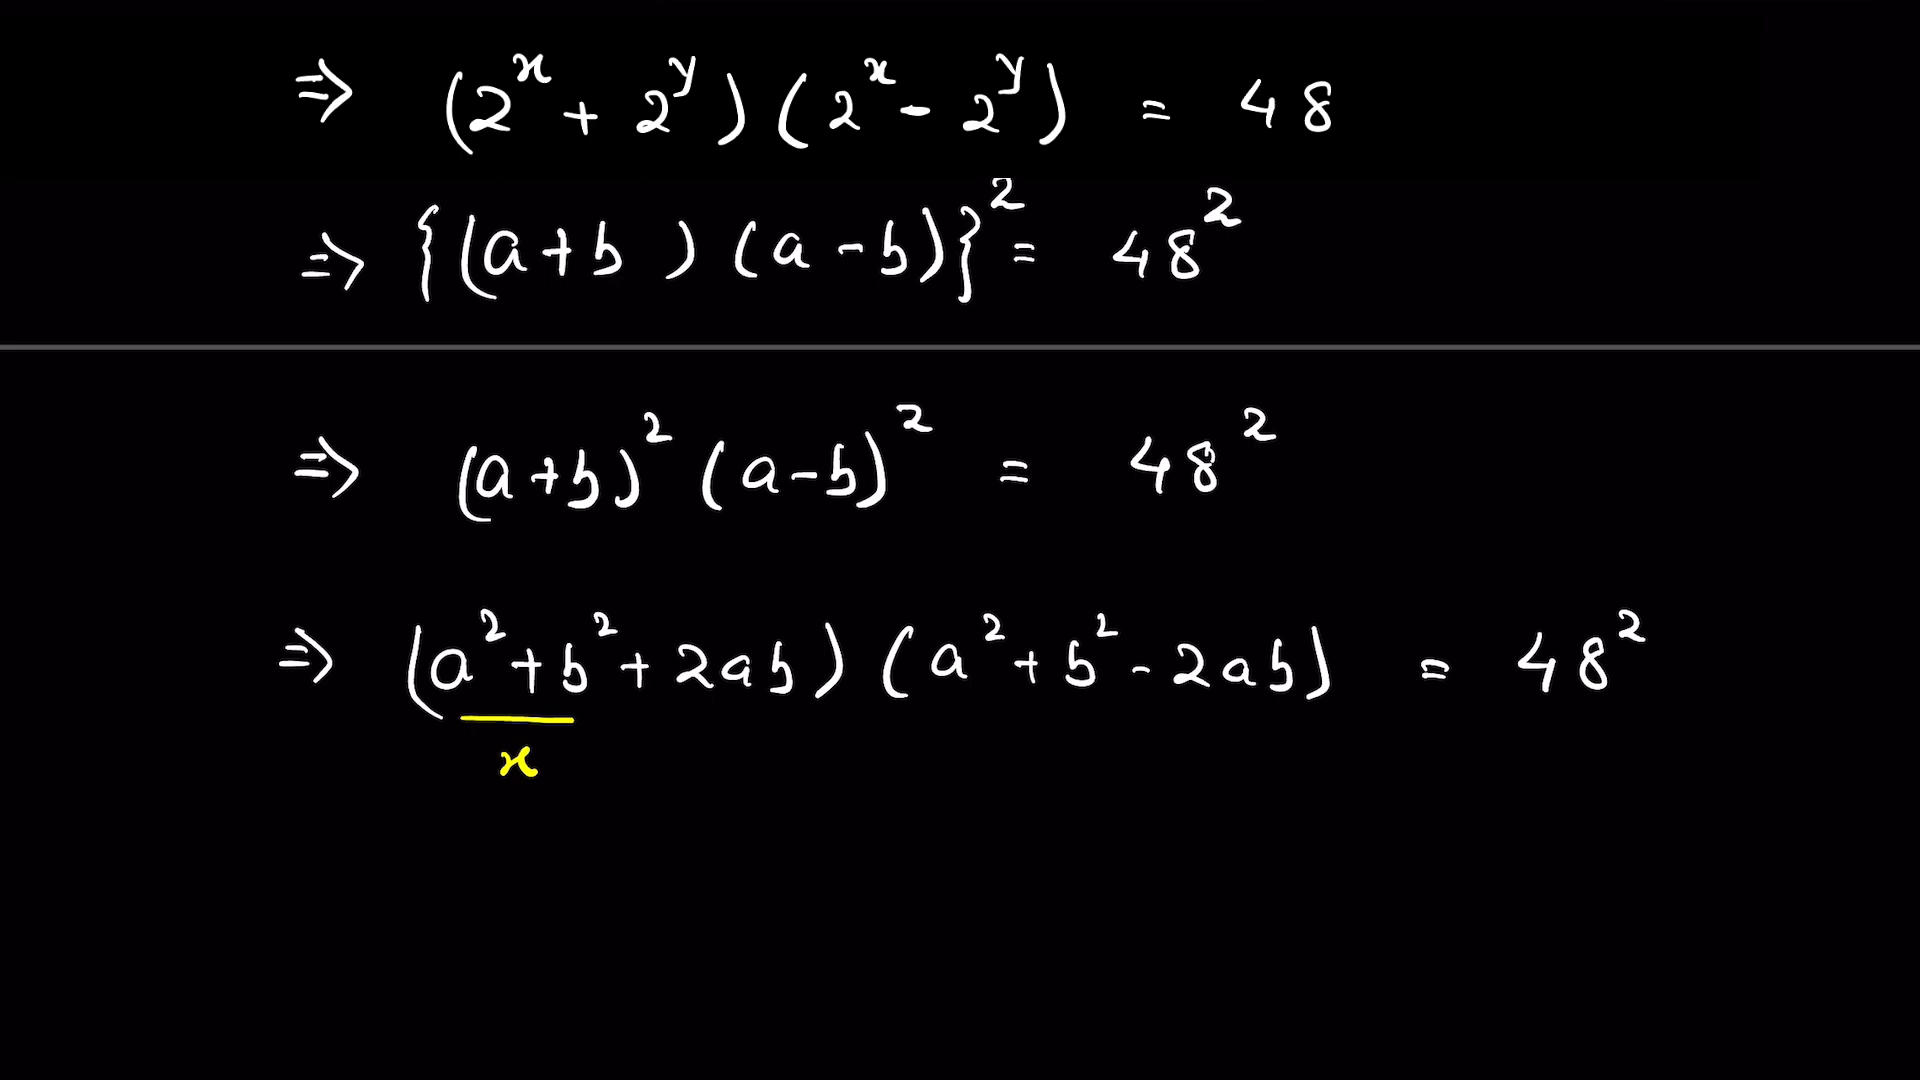 ⇒ (2^x + 2^y) (2^x - 2^y) = 48
⇒ {(a+b) (a-b)}^2 = 48^2
⇒ (a+b)^2 (a-b)^2 = 48^2
⇒ (a^2+b^2+2ab) (a^2+b^2-2ab) = 48^2
x